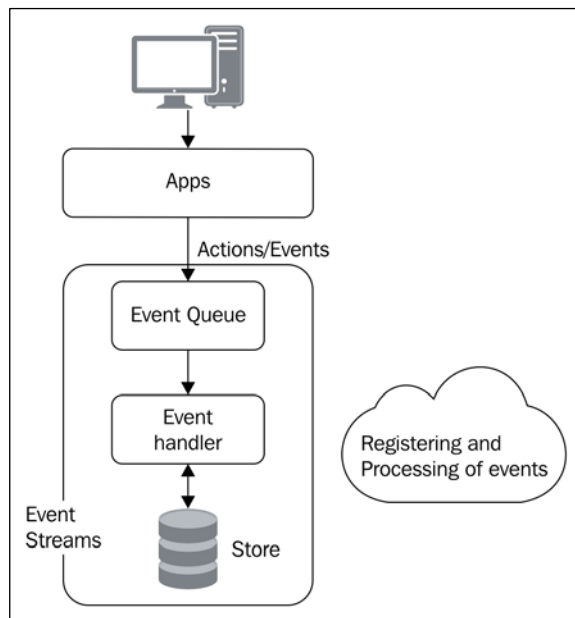 Apps
Actions/Events
Event Queue
Event
handler
Registering and
Processing of events
Event
Streams
Store